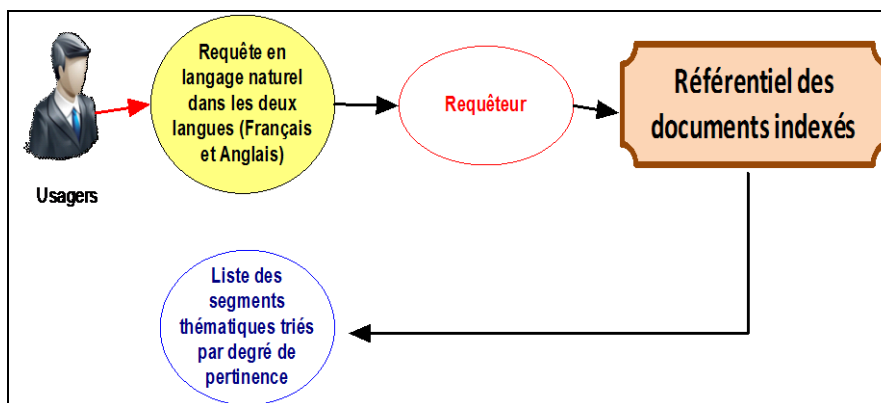 Requête en
langage naturel
dans les deux
langues (Français
et Anglais)
Requêteur
Référentiel des
documents indexés
Usagers
Liste des
segments
thématiques triés
par degré de
pertinence